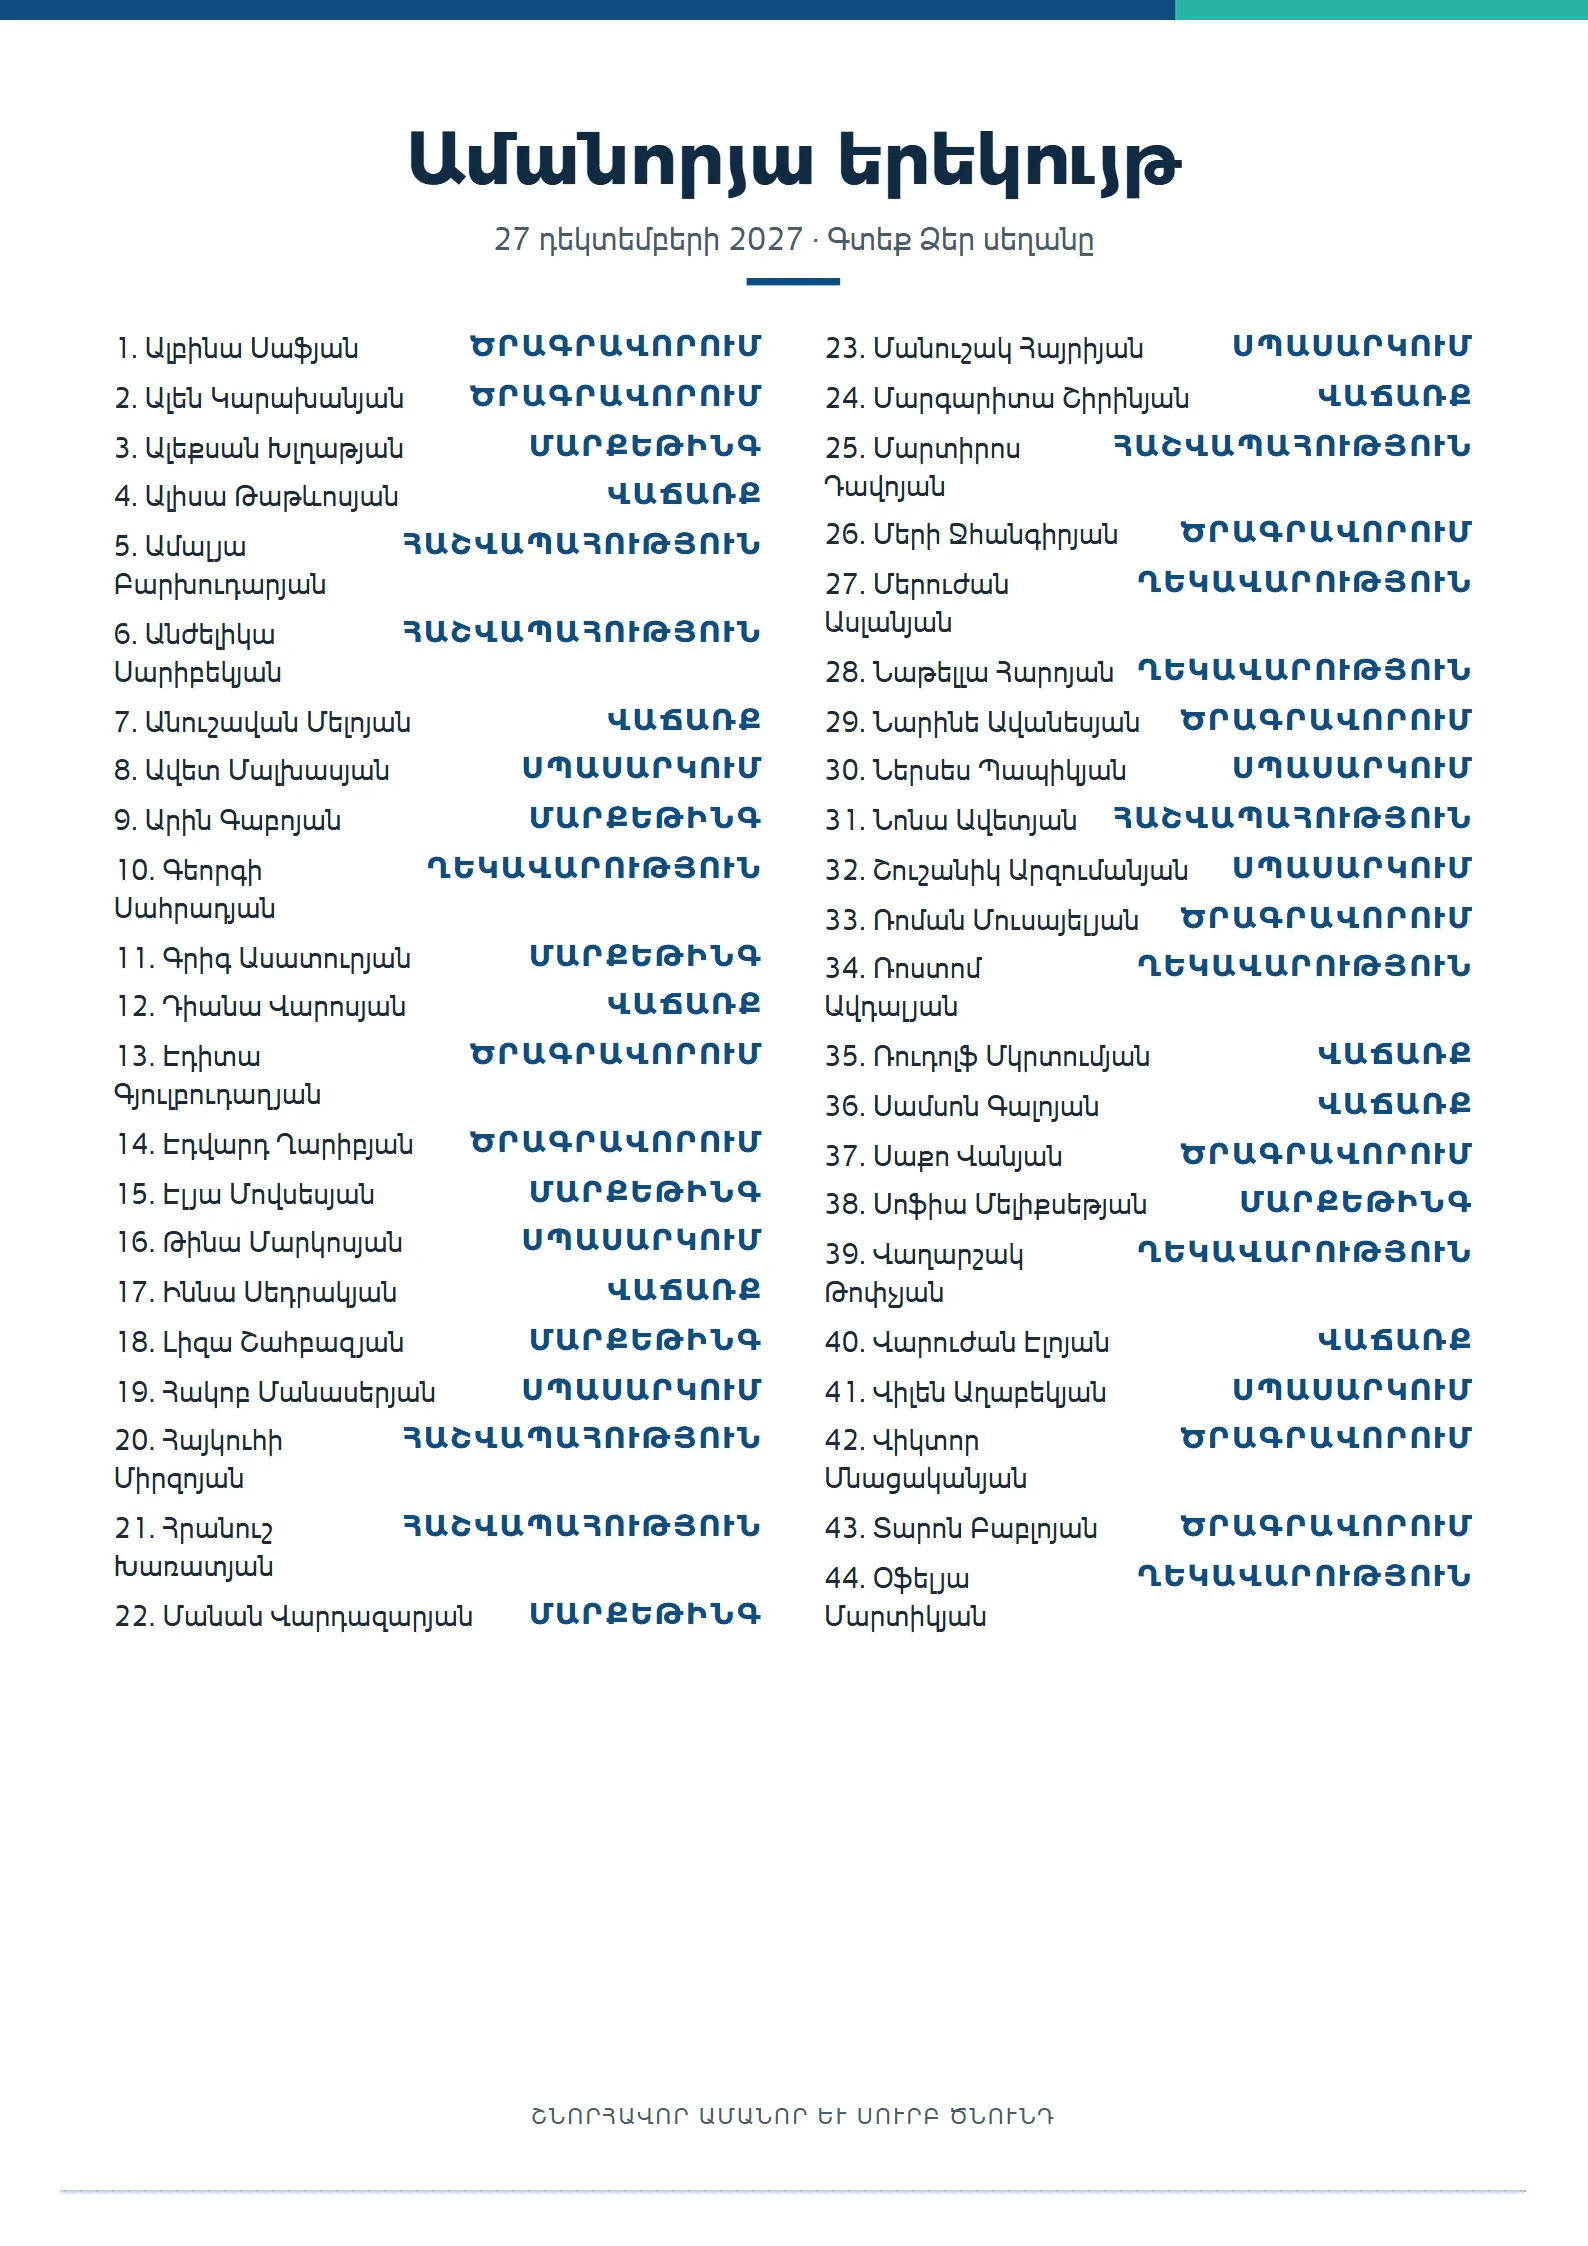 Ամանորյա երեկույթ
27 դեկտեմբերի 2027 · Գտեք Ձեր սեղանը
1. Ալբինա Սաֆյան ԾՐԱԳՐԱՎՈՐՈՒՄ
2. Ալեն Կարախանյան ԾՐԱԳՐԱՎՈՐՈՒՄ
3. Ալեքսան Խլղաթյան ՄԱՐՔԵԹԻՆԳ
4. Ալիսա Թաթևոսյան ՎԱՃԱՌՔ
5. Ամալյա ՀԱՇՎԱՊԱՀՈՒԹՅՈՒՆ
Բարխուդարյան
6. Անժելիկա ՀԱՇՎԱՊԱՀՈՒԹՅՈՒՆ
Սարիբեկյան
7. Անուշավան Մելոյան ՎԱՃԱՌՔ
8. Ավետ Մալխասյան ՍՊԱՍԱՐԿՈՒՄ
9. Արին Գաբոյան ՄԱՐՔԵԹԻՆԳ
10. Գեորգի ՂԵԿԱՎԱՐՈՒԹՅՈՒՆ
Սահրադյան
11. Գրիգ Ասատուրյան ՄԱՐՔԵԹԻՆԳ
12. Դիանա Վարոսյան ՎԱՃԱՌՔ
13. Էդիտա ԾՐԱԳՐԱՎՈՐՈՒՄ
Գյուլբուդաղյան
14. Էդվարդ Ղարիբյան ԾՐԱԳՐԱՎՈՐՈՒՄ
15. Էլյա Մովսեսյան ՄԱՐՔԵԹԻՆԳ
16. Թինա Մարկոսյան ՍՊԱՍԱՐԿՈՒՄ
17. Իննա Սեդրակյան ՎԱՃԱՌՔ
18. Լիզա Շահբազյան ՄԱՐՔԵԹԻՆԳ
19. Հակոբ Մանասերյան ՍՊԱՍԱՐԿՈՒՄ
20. Հայկուհի ՀԱՇՎԱՊԱՀՈՒԹՅՈՒՆ
Միրզոյան
21. Հրանուշ ՀԱՇՎԱՊԱՀՈՒԹՅՈՒՆ
Խառատյան
22. Մանան Վարդազարյան ՄԱՐՔԵԹԻՆԳ
23. Մանուշակ Հայրիյան ՍՊԱՍԱՐԿՈՒՄ
24. Մարգարիտա Շիրինյան ՎԱՃԱՌՔ
25. Մարտիրոս ՀԱՇՎԱՊԱՀՈՒԹՅՈՒՆ
Դավոյան
26. Մերի Ջհանգիրյան ԾՐԱԳՐԱՎՈՐՈՒՄ
27. Մերուժան ՂԵԿԱՎԱՐՈՒԹՅՈՒՆ
Ասլանյան
28. Նաթելլա Հարոյան ՂԵԿԱՎԱՐՈՒԹՅՈՒՆ
29. Նարինե Ավանեսյան ԾՐԱԳՐԱՎՈՐՈՒՄ
30. Ներսես Պապիկյան ՍՊԱՍԱՐԿՈՒՄ
31. Նոնա Ավետյան ՀԱՇՎԱՊԱՀՈՒԹՅՈՒՆ
32. Շուշանիկ Արզումանյան ՍՊԱՍԱՐԿՈՒՄ
33. Ռոման Մուսայելյան ԾՐԱԳՐԱՎՈՐՈՒՄ
34. Ռոստոմ ՂԵԿԱՎԱՐՈՒԹՅՈՒՆ
Ավդալյան
35. Ռուդոլֆ Մկրտումյան ՎԱՃԱՌՔ
36. Սամսոն Գալոյան ՎԱՃԱՌՔ
37. Սաքո Վանյան ԾՐԱԳՐԱՎՈՐՈՒՄ
38. Սոֆիա Մելիքսեթյան ՄԱՐՔԵԹԻՆԳ
39. Վաղարշակ ՂԵԿԱՎԱՐՈՒԹՅՈՒՆ
Թոփչյան
40. Վարուժան Էլոյան ՎԱՃԱՌՔ
41. Վիլեն Աղաբեկյան ՍՊԱՍԱՐԿՈՒՄ
42. Վիկտոր ԾՐԱԳՐԱՎՈՐՈՒՄ
Մնացականյան
43. Տարոն Բաբլոյան ԾՐԱԳՐԱՎՈՐՈՒՄ
44. Օֆելյա ՂԵԿԱՎԱՐՈՒԹՅՈՒՆ
Մարտիկյան
ՇՆՈՐՀԱՎՈՐ ԱՄԱՆՈՐ ԵՒ ՍՈՒՐԲ ԾՆՈՒՆԴ